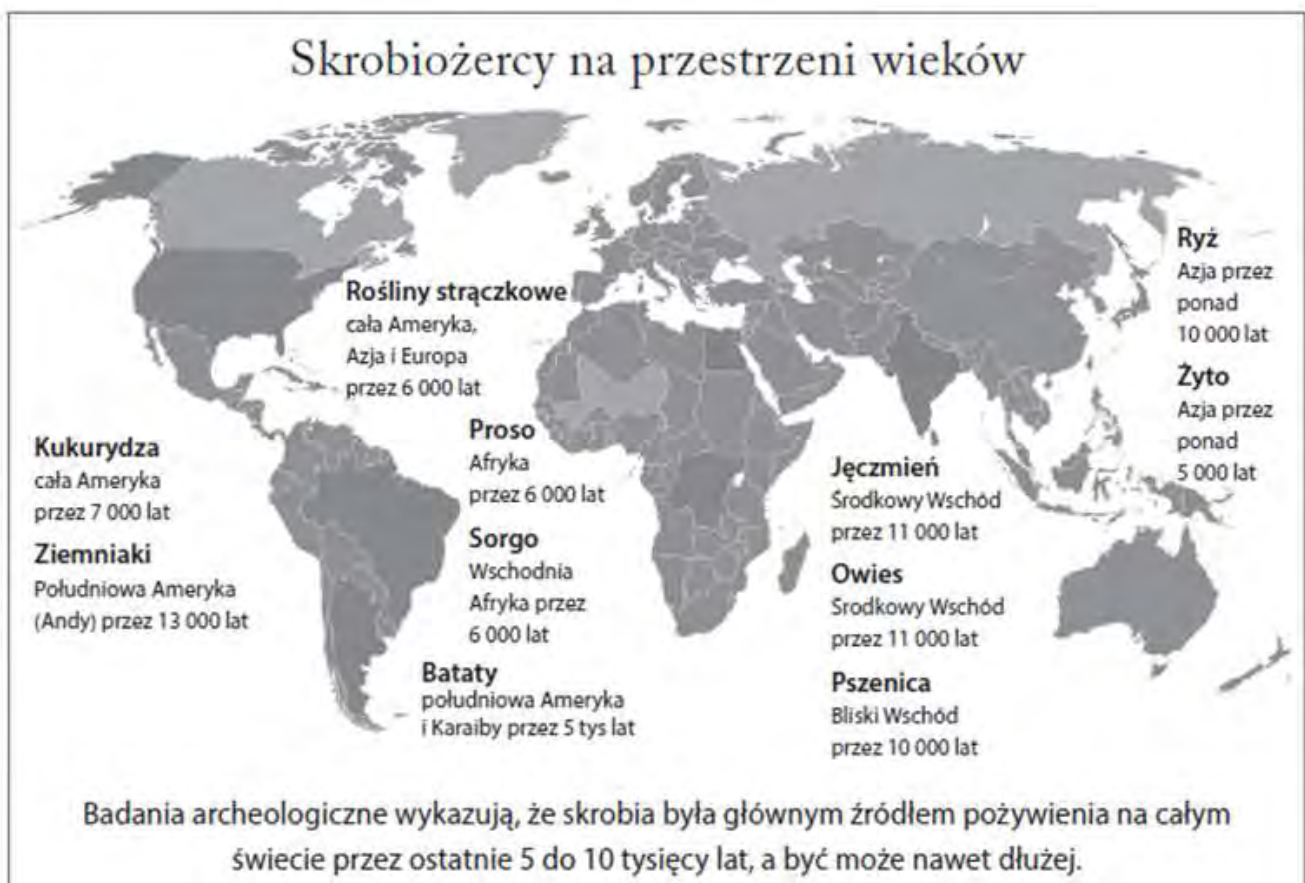 Skrobiożercy na przestrzeni wieków
Rośliny strączkowe
cała Ameryka,
Azja i Europa
przez 6 000 lat
Kukurydza
cała Ameryka
przez 7 000 lat
Ziemniaki
Południowa Ameryka
(Andy) przez 13 000 lat
Proso
Afryka
przez 6 000 lat
Sorgo
Wschodnia
Afryka przez
6 000 lat
Bataty
południowa Ameryka
i Karaiby przez 5 tys lat
Jęczmień
Środkowy Wschód
przez 11 000 lat
Owies
Srodkowy Wschód
przez 11 000 lat
Pszenica
Bliski Wschód
przez 10 000 lat
Ryż
Azja przez
ponad
10 000 lat
Żyto
Azja przez
ponad
5 000 lat
Badania archeologiczne wykazują, że skrobia była głównym źródłem pożywienia na całym
świecie przez ostatnie 5 do 10 tysięcy lat, a być może nawet dłużej.